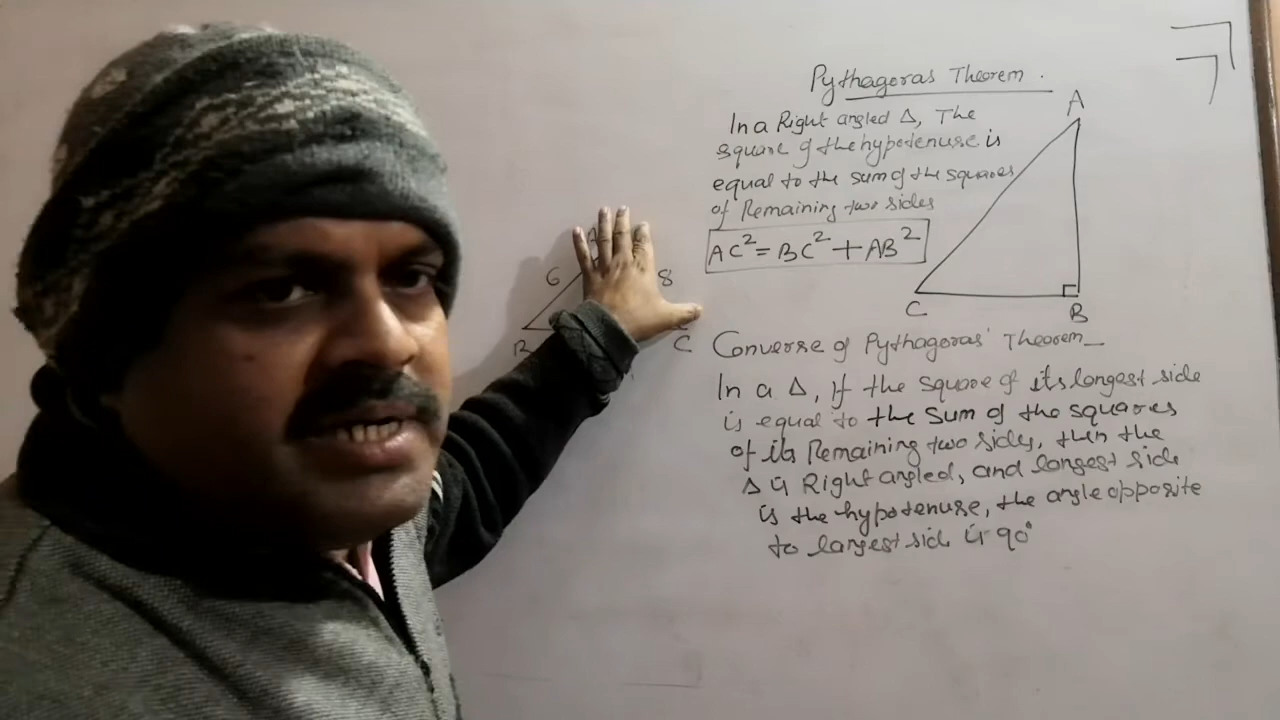 Pythagoras Theorem.
In a Right angled Δ, The
square of the hypotenuse is
equal to the sum of the squares
of Remaining two sides
AC²=BC²+AB²
A
C
B
A
6
8
B
C
Converse of Pythagoras' Theorem
In a Δ, If the square of its longest side
is equal to the sum of the squares
of its Remaining two sides, then the
Δ is Right angled, and longest side
is the hypotenuse, the angle opposite
to largest side is 90°